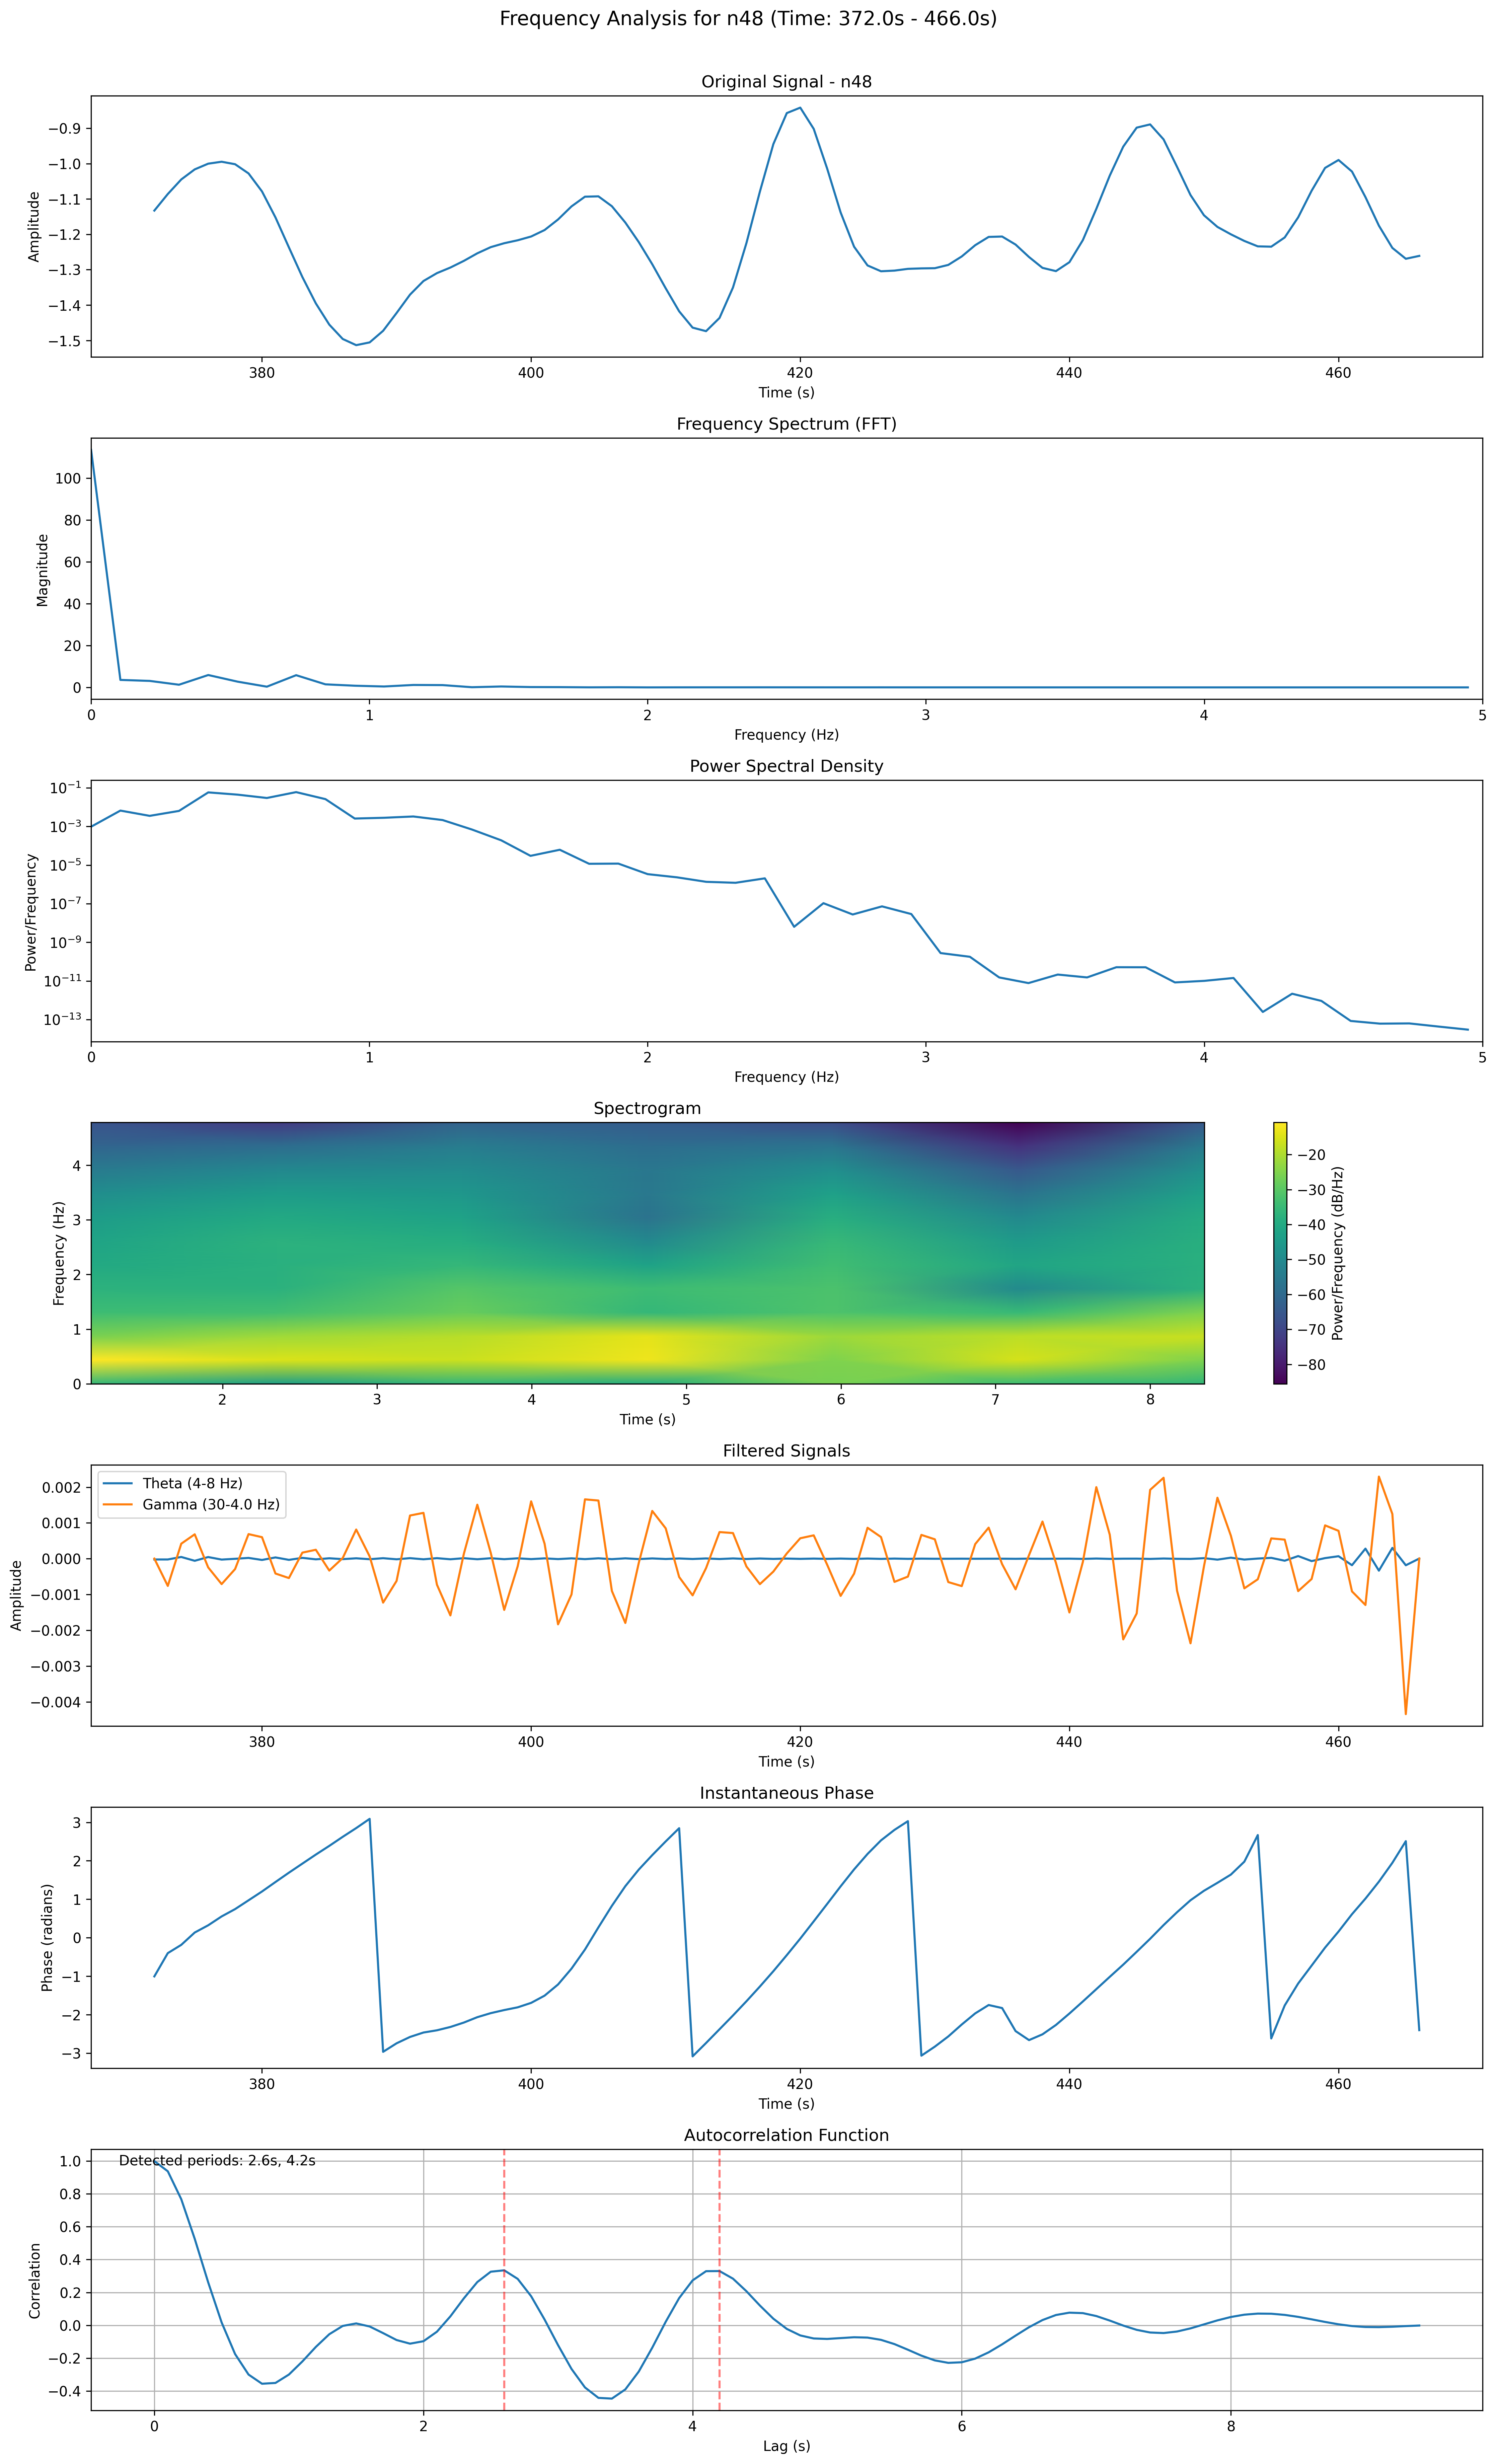 Frequency Analysis for n48 (Time: 372.0s - 466.0s)
Original Signal - n48
Amplitude
−0.9
−1.0
−1.1
−1.2
−1.3
−1.4
−1.5
380 400 420 440 460
Time (s)
Frequency Spectrum (FFT)
Magnitude
100
80
60
40
20
0
0 1 2 3 4 5
Frequency (Hz)
Power Spectral Density
Power/Frequency
10⁻¹
10⁻³
10⁻⁵
10⁻⁷
10⁻⁹
10⁻¹¹
10⁻¹³
0 1 2 3 4 5
Frequency (Hz)
Spectrogram
Frequency (Hz)
4
3
2
1
0
2 3 4 5 6 7 8
Time (s)
−20
−30
−40
−50
−60
−70
−80
Power/Frequency (dB/Hz)
Filtered Signals
Theta (4-8 Hz)
Gamma (30-4.0 Hz)
Amplitude
0.002
0.001
0.000
−0.001
−0.002
−0.003
−0.004
380 400 420 440 460
Time (s)
Instantaneous Phase
Phase (radians)
3
2
1
0
−1
−2
−3
380 400 420 440 460
Time (s)
Autocorrelation Function
Detected periods: 2.6s, 4.2s
Correlation
1.0
0.8
0.6
0.4
0.2
0.0
−0.2
−0.4
0 2 4 6 8
Lag (s)